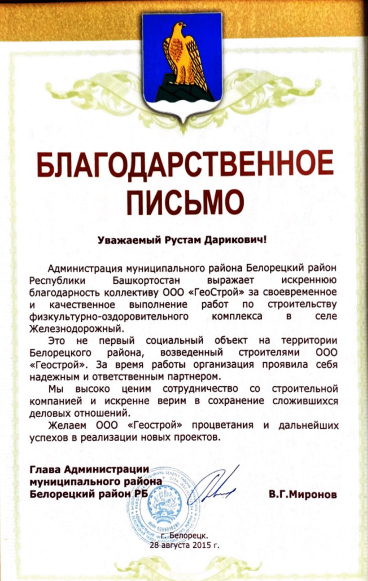 БЛАГОДАРСТВЕННОЕ
ПИСЬМО
Уважаемый Рустам Дарикович!
Администрация муниципального района Белорецкий район
Республики Башкортостан выражает искреннюю
благодарность коллективу ООО «ГеоСтрой» за своевременное
и качественное выполнение работ по строительству
физкультурно-оздоровительного комплекса в селе
Железнодорожный.
Это не первый социальный объект на территории
Белорецкого района, возведенный строителями ООО
«Геострой». За время работы организация проявила себя
надежным и ответственным партнером.
Мы высоко ценим сотрудничество со строительной
компанией и искренне верим в сохранение сложившихся
деловых отношений.
Желаем ООО «Геострой» процветания и дальнейших
успехов в реализации новых проектов.
Глава Администрации
муниципального района
Белорецкий район РБ
В.Г.Миронов
г. Белорецк.
28 августа 2015 г.